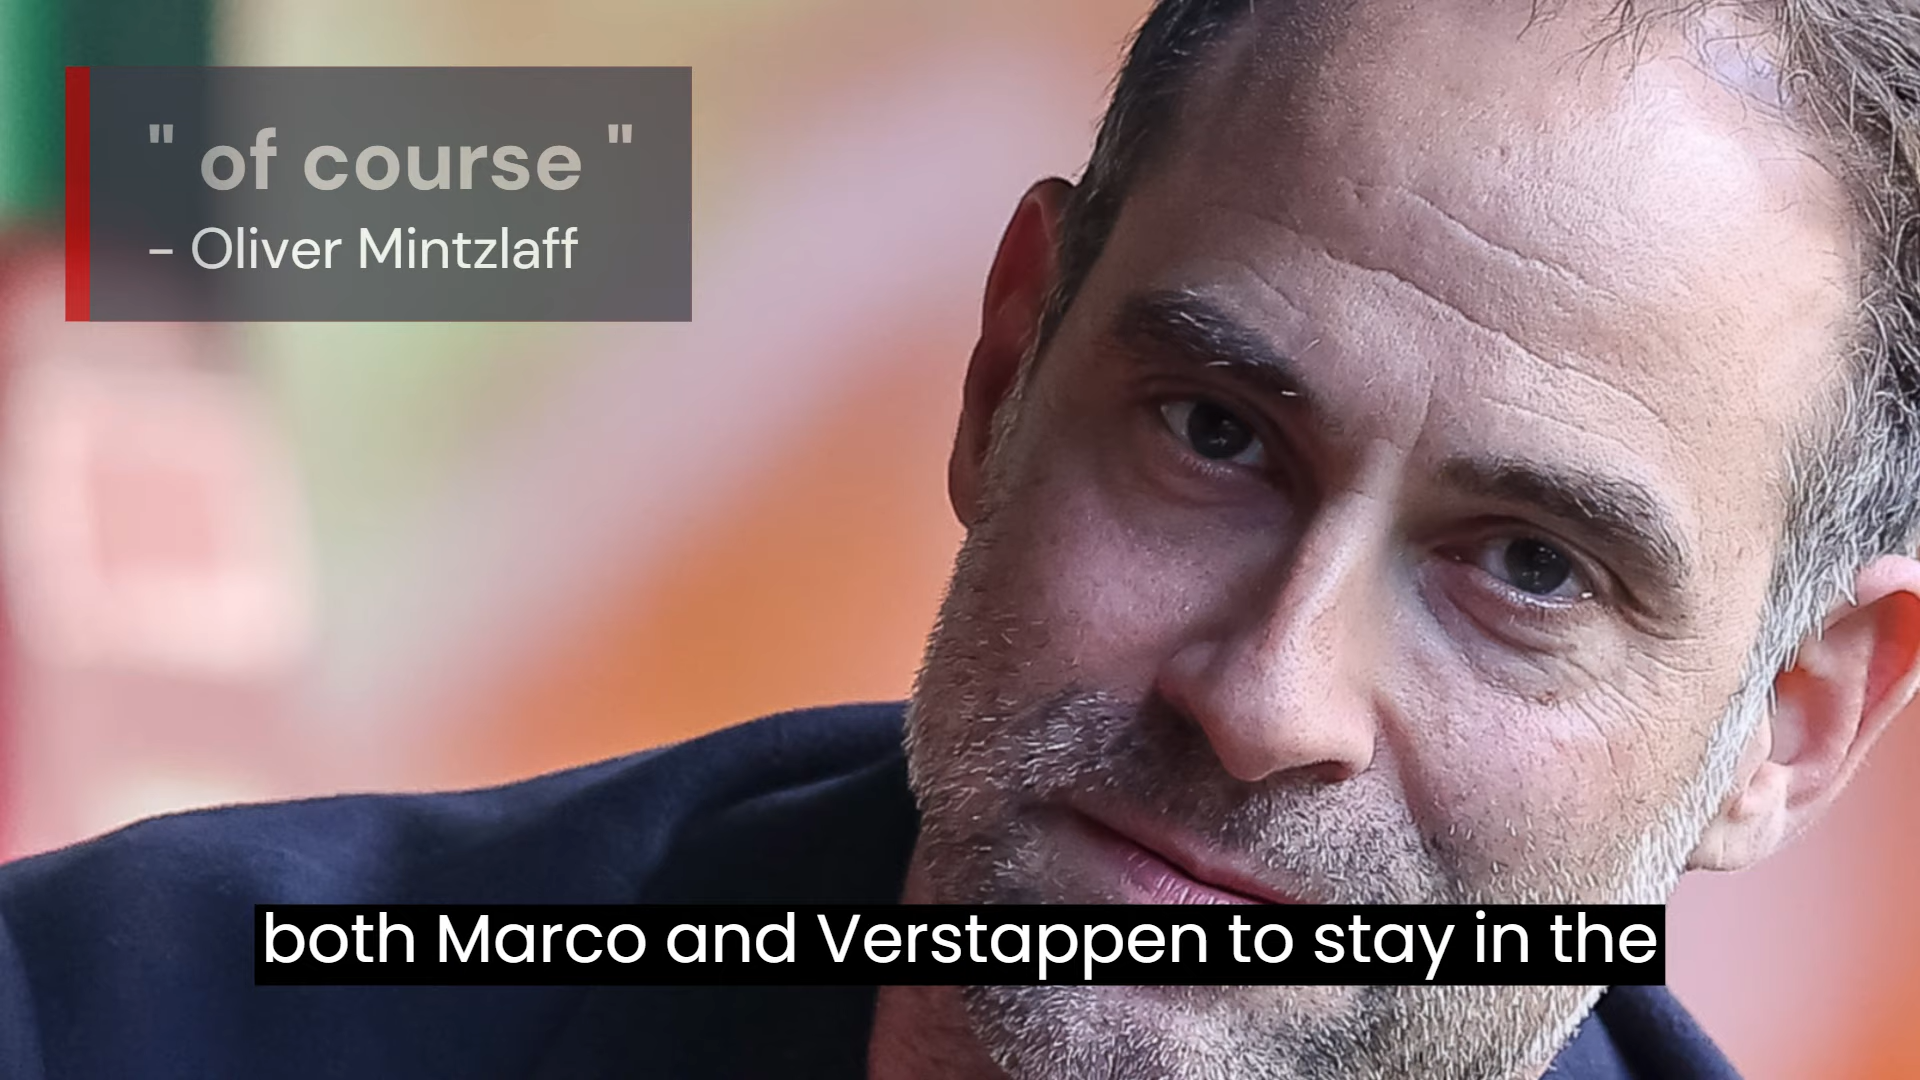 " of course "
- Oliver Mintzlaff
both Marco and Verstappen to stay in the